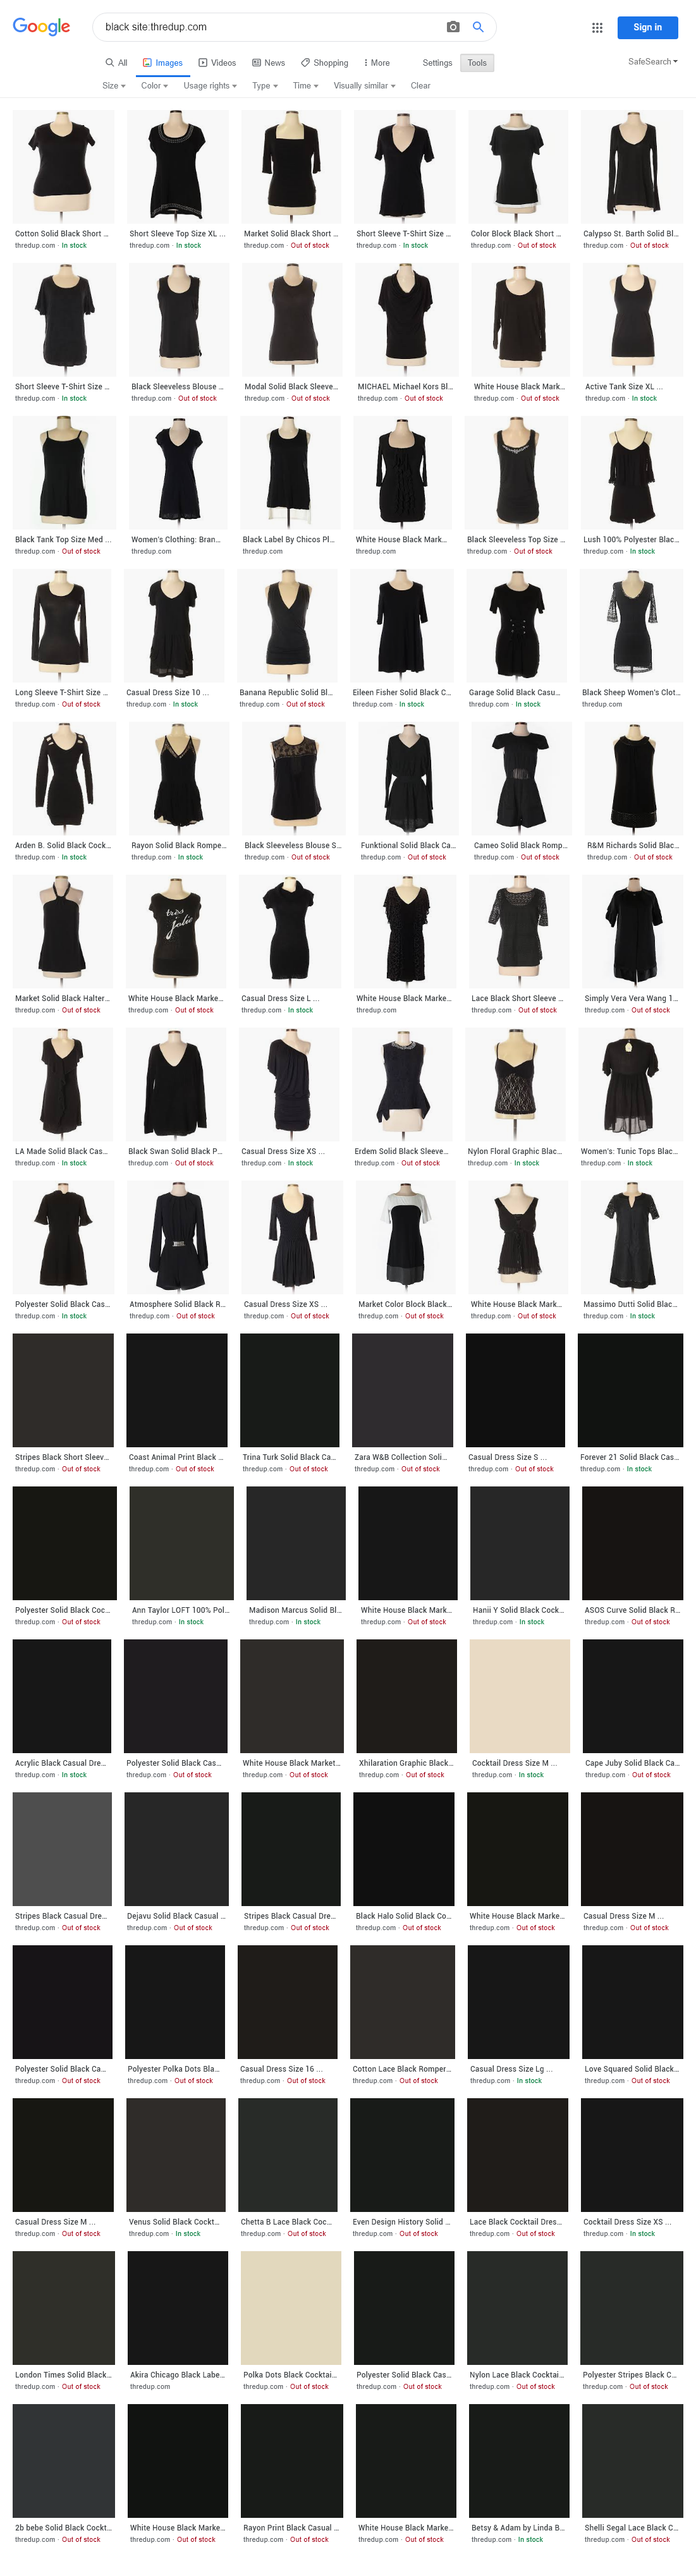 Google
black site:thredup.com
Sign in
All Images Videos News Shopping More Settings Tools SafeSearch
Size Color Usage rights Type Time Visually similar Clear
Cotton Solid Black Short ... Short Sleeve Top Size XL ... Market Solid Black Short ... Short Sleeve T-Shirt Size ... Color Block Black Short ... Calypso St. Barth Solid Bl...
thredup.com · In stock thredup.com · In stock thredup.com · Out of stock thredup.com · In stock thredup.com · Out of stock thredup.com · Out of stock
Short Sleeve T-Shirt Size ... Black Sleeveless Blouse ... Modal Solid Black Sleeve... MICHAEL Michael Kors Bl... White House Black Mark... Active Tank Size XL ...
thredup.com · In stock thredup.com · Out of stock thredup.com · Out of stock thredup.com · Out of stock thredup.com · Out of stock thredup.com · In stock
Black Tank Top Size Med ... Women's Clothing: Bran... Black Label By Chicos Pl... White House Black Mark... Black Sleeveless Top Size ... Lush 100% Polyester Blac...
thredup.com · Out of stock thredup.com thredup.com thredup.com thredup.com · Out of stock thredup.com · In stock
Long Sleeve T-Shirt Size ... Casual Dress Size 10 ... Banana Republic Solid Bl... Eileen Fisher Solid Black C... Garage Solid Black Casu... Black Sheep Women's Clot...
thredup.com · Out of stock thredup.com · In stock thredup.com · Out of stock thredup.com · In stock thredup.com · In stock thredup.com
Arden B. Solid Black Cock... Rayon Solid Black Rompe... Black Sleeveless Blouse S... Funktional Solid Black Ca... Cameo Solid Black Romp... R&M Richards Solid Blac...
thredup.com · In stock thredup.com · In stock thredup.com · Out of stock thredup.com · Out of stock thredup.com · Out of stock thredup.com · Out of stock
très
jolie
Market Solid Black Halter... White House Black Marke... Casual Dress Size L ... White House Black Marke... Lace Black Short Sleeve ... Simply Vera Vera Wang 1...
thredup.com · Out of stock thredup.com · Out of stock thredup.com · In stock thredup.com thredup.com · Out of stock thredup.com · Out of stock
LA Made Solid Black Cas... Black Swan Solid Black P... Casual Dress Size XS ... Erdem Solid Black Sleeve... Nylon Floral Graphic Blac... Women's: Tunic Tops Blac...
thredup.com · In stock thredup.com · Out of stock thredup.com · In stock thredup.com · Out of stock thredup.com · In stock thredup.com · In stock
Polyester Solid Black Cas... Atmosphere Solid Black R... Casual Dress Size XS ... Market Color Block Black... White House Black Mark... Massimo Dutti Solid Blac...
thredup.com · In stock thredup.com · Out of stock thredup.com · Out of stock thredup.com · Out of stock thredup.com · Out of stock thredup.com · In stock
Stripes Black Short Sleev... Coast Animal Print Black ... Trina Turk Solid Black Ca... Zara W&B Collection Soli... Casual Dress Size S ... Forever 21 Solid Black Cas...
thredup.com · Out of stock thredup.com · Out of stock thredup.com · Out of stock thredup.com · Out of stock thredup.com · Out of stock thredup.com · In stock
Polyester Solid Black Coc... Ann Taylor LOFT 100% Pol... Madison Marcus Solid Bl... White House Black Mark... Hanii Y Solid Black Cock... ASOS Curve Solid Black R...
thredup.com · Out of stock thredup.com · In stock thredup.com · In stock thredup.com · Out of stock thredup.com · In stock thredup.com · Out of stock
Acrylic Black Casual Dre... Polyester Solid Black Cas... White House Black Market... Xhilaration Graphic Black... Cocktail Dress Size M ... Cape Juby Solid Black Ca...
thredup.com · In stock thredup.com · Out of stock thredup.com · Out of stock thredup.com · Out of stock thredup.com · In stock thredup.com · Out of stock
Stripes Black Casual Dre... Dejavu Solid Black Casual ... Stripes Black Casual Dre... Black Halo Solid Black Co... White House Black Marke... Casual Dress Size M ...
thredup.com · Out of stock thredup.com · Out of stock thredup.com · Out of stock thredup.com · Out of stock thredup.com · Out of stock thredup.com · Out of stock
Polyester Solid Black Ca... Polyester Polka Dots Bla... Casual Dress Size 16 ... Cotton Lace Black Romper... Casual Dress Size Lg ... Love Squared Solid Black...
thredup.com · Out of stock thredup.com · Out of stock thredup.com · Out of stock thredup.com · Out of stock thredup.com · In stock thredup.com · Out of stock
Casual Dress Size M ... Venus Solid Black Cockt... Chetta B Lace Black Coc... Even Design History Solid ... Lace Black Cocktail Dres... Cocktail Dress Size XS ...
thredup.com · Out of stock thredup.com · In stock thredup.com · Out of stock thredup.com · Out of stock thredup.com · Out of stock thredup.com · In stock
London Times Solid Black... Akira Chicago Black Labe... Polka Dots Black Cocktai... Polyester Solid Black Cas... Nylon Lace Black Cocktai... Polyester Stripes Black C...
thredup.com · Out of stock thredup.com thredup.com · Out of stock thredup.com · Out of stock thredup.com · Out of stock thredup.com · Out of stock
2b bebe Solid Black Cockt... White House Black Marke... Rayon Print Black Casual ... White House Black Marke... Betsy & Adam by Linda B... Shelli Segal Lace Black C...
thredup.com · Out of stock thredup.com · Out of stock thredup.com · Out of stock thredup.com · Out of stock thredup.com · In stock thredup.com · Out of stock